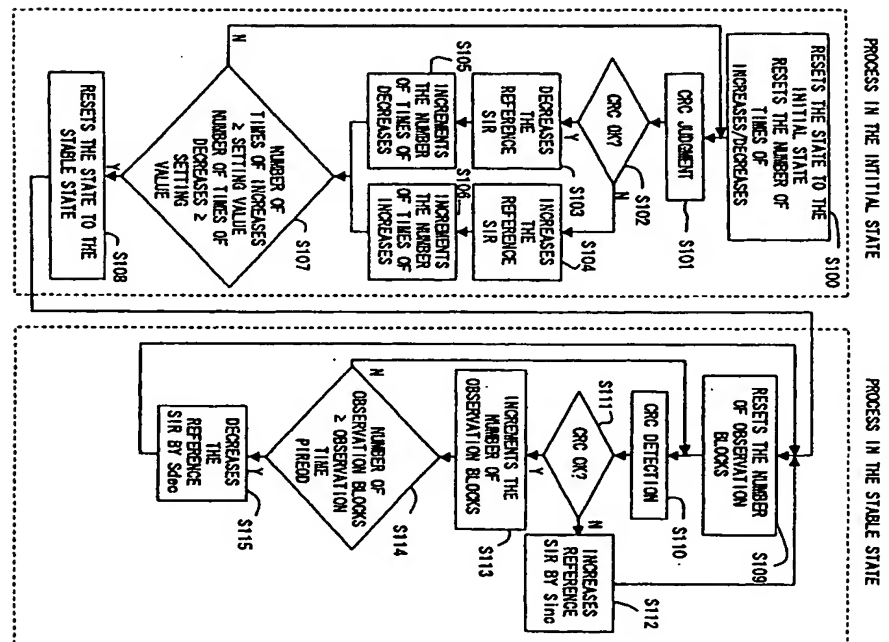 PROCESS IN THE INTITIAL STATE
RESETS THE STATE TO THE
INITIAL STATE
RESETS THE NUMBER OF
TIMES OF
INCREASES/DECREASES
S100
CRC JUDGMENT
S101
CRC OK?
S102
Y
N
DECREASES
THE
REFERENCE
SIR
S103
INCREASES
THE
REFERENCE
SIR
S104
S105
INCREMENTS
THE NUMBER
OF TIMES OF
DECREASES
S106
INCREMENTS
THE NUMBER
OF TIMES OF
INCREASES
NUMBER OF
TIMES OF INCREASES
≥ SETTING VALUE
NUMBER OF TIMES OF
DECREASES ≥
SETTING
VALUE
S107
N
Y
RESETS THE STATE TO THE
STABLE STATE
S108
PROCESS IN THE STABLE STATE
RESETS THE NUMBER
OF OBSERVATION
BLOCKS
S109
CRC DETECTION
S110
S111
CRC OK?
N
Y
INCREASES
REFERENCE
SIR BY Sinc
S112
INCREMENTS THE
NUMBER OF
OBSERVATION BLOCKS
S113
NUMBER OF
OBSERVATION BLOCKS
≥ OBSERVATION
TIME
PIREOD
S114
N
Y
DECREASES
THE
REFERENCE
SIR BY Sdec
S115